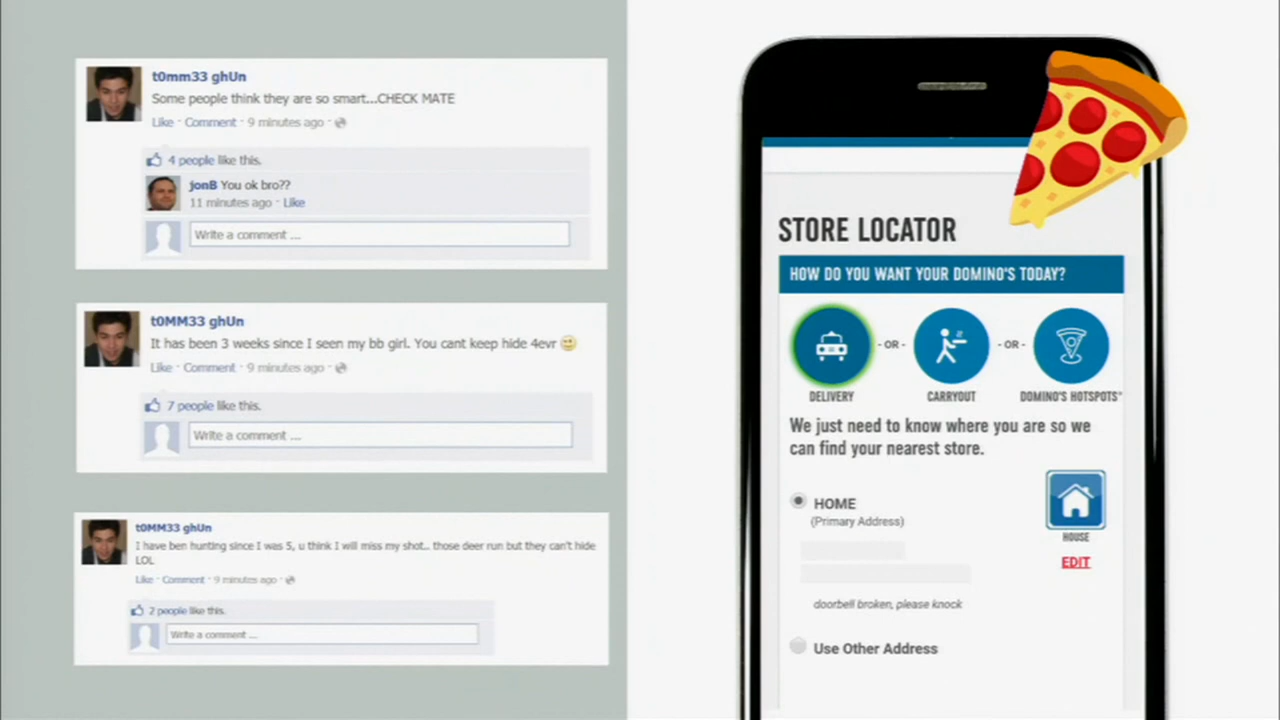 t0mm33 ghUn
Some people think they are so smart...CHECK MATE
Like · Comment · 9 minutes ago ·
4 people like this.
jonB You ok bro??
11 minutes ago · Like
Write a comment ...
t0MM33 ghUn
It has been 3 weeks since I seen my bb girl. You cant keep hide 4evr
Like · Comment · 9 minutes ago ·
7 people like this.
Write a comment ...
t0MM33 ghUn
I have ben hunting since I was 5, u think I will miss my shot.. those deer run but they can't hide
LOL
Like · Comment · 9 minutes ago ·
2 people like this.
Write a comment ...
STORE LOCATOR
HOW DO YOU WANT YOUR DOMINO'S TODAY?
- OR - - OR -
DELIVERY CARRYOUT DOMINO'S HOTSPOTS®
We just need to know where you are so we
can find your nearest store.
HOME
(Primary Address)
HOUSE
EDIT
doorbell broken, please knock
Use Other Address